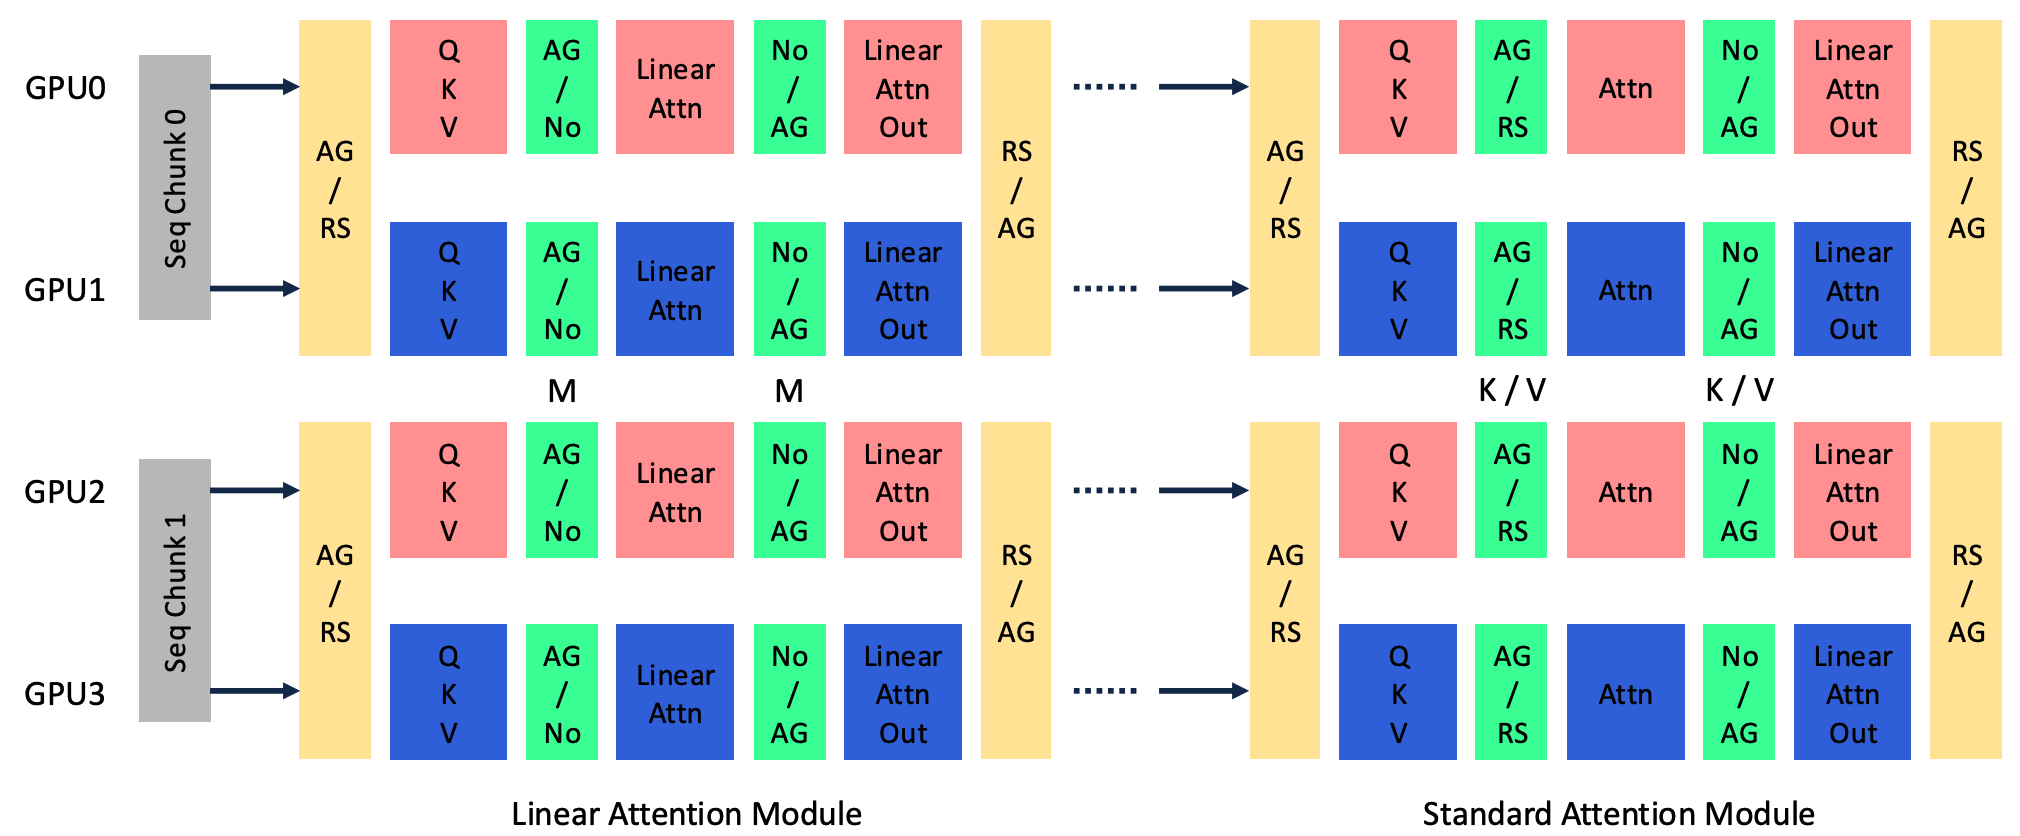 GPU0
GPU1
Seq Chunk 0
AG
/
RS
Q
K
V
AG
/
No
Linear
Attn
No
/
AG
Linear
Attn
Out
Q
K
V
AG
/
No
Linear
Attn
No
/
AG
Linear
Attn
Out
RS
/
AG
AG
/
RS
Q
K
V
AG
/
RS
Attn
No
/
AG
Linear
Attn
Out
Q
K
V
AG
/
RS
Attn
No
/
AG
Linear
Attn
Out
RS
/
AG
M
M
K / V
K / V
GPU2
GPU3
Seq Chunk 1
AG
/
RS
Q
K
V
AG
/
No
Linear
Attn
No
/
AG
Linear
Attn
Out
Q
K
V
AG
/
No
Linear
Attn
No
/
AG
Linear
Attn
Out
RS
/
AG
AG
/
RS
Q
K
V
AG
/
RS
Attn
No
/
AG
Linear
Attn
Out
Q
K
V
AG
/
RS
Attn
No
/
AG
Linear
Attn
Out
RS
/
AG
Linear Attention Module
Standard Attention Module